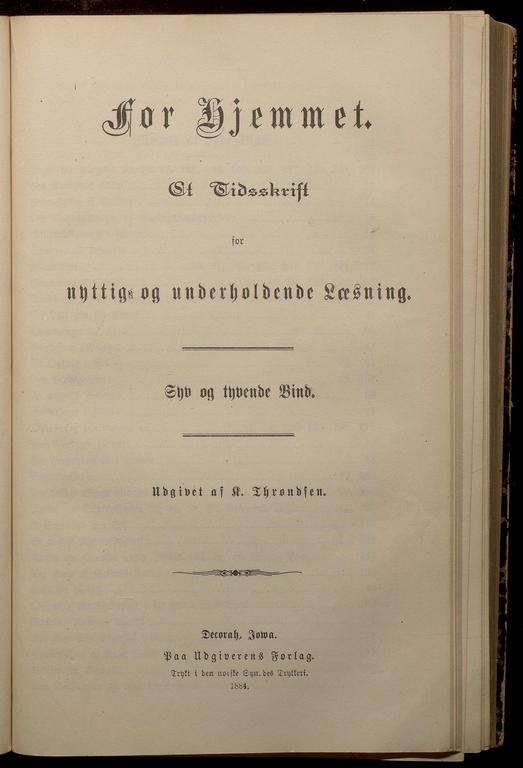 For Hjemmet.
Et Tidsskrift
for
nyttig og underholdende Læsning.
Syv og tyvende Bind.
Udgivet af K. Throndsen.
Decorah, Iowa.
Paa Udgiverens Forlag.
Trykt i den norske Syn.des Trykkeri.
1884.